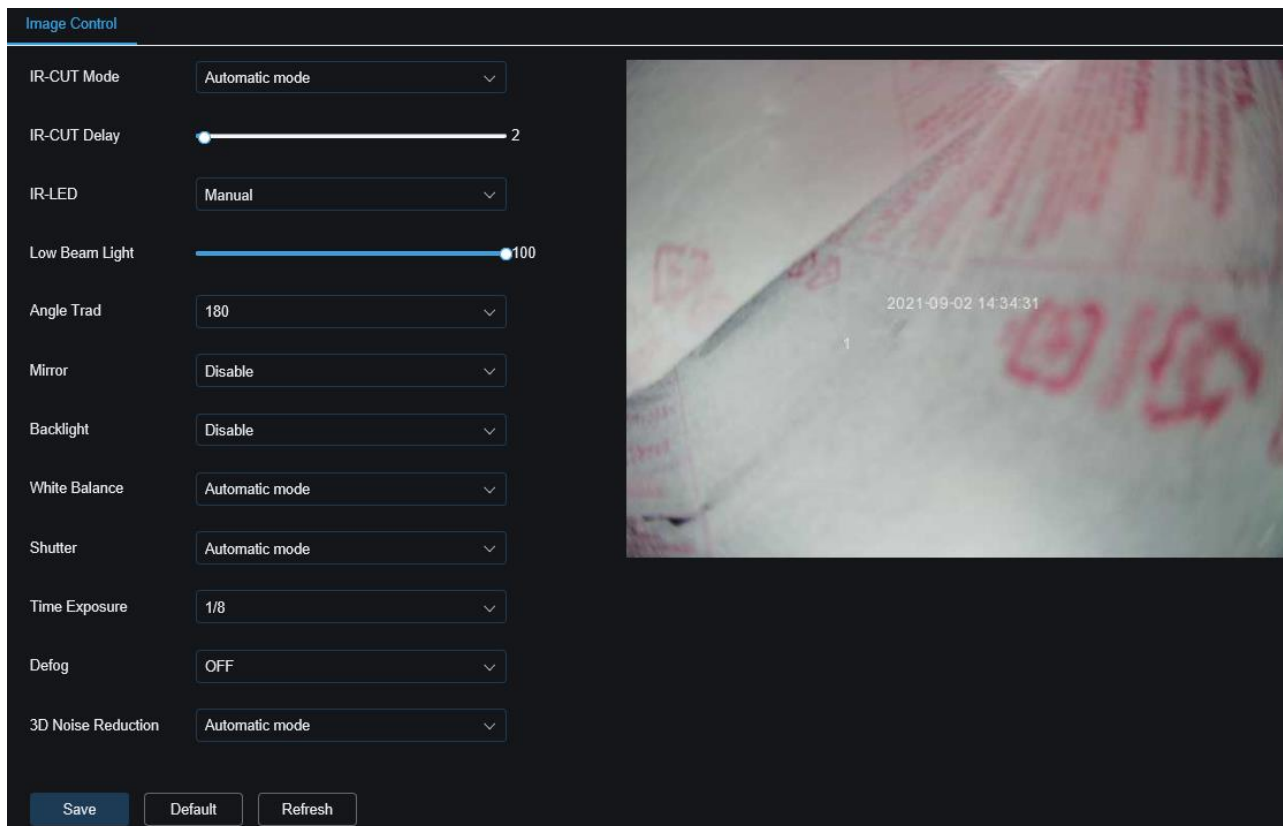 Image Control
IR-CUT Mode Automatic mode
IR-CUT Delay 2
IR-LED Manual
Low Beam Light 100
Angle Trad 180
Mirror Disable
Backlight Disable
White Balance Automatic mode
Shutter Automatic mode
Time Exposure 1/8
Defog OFF
3D Noise Reduction Automatic mode
Save Default Refresh
2021-09-02 14:34:31
1